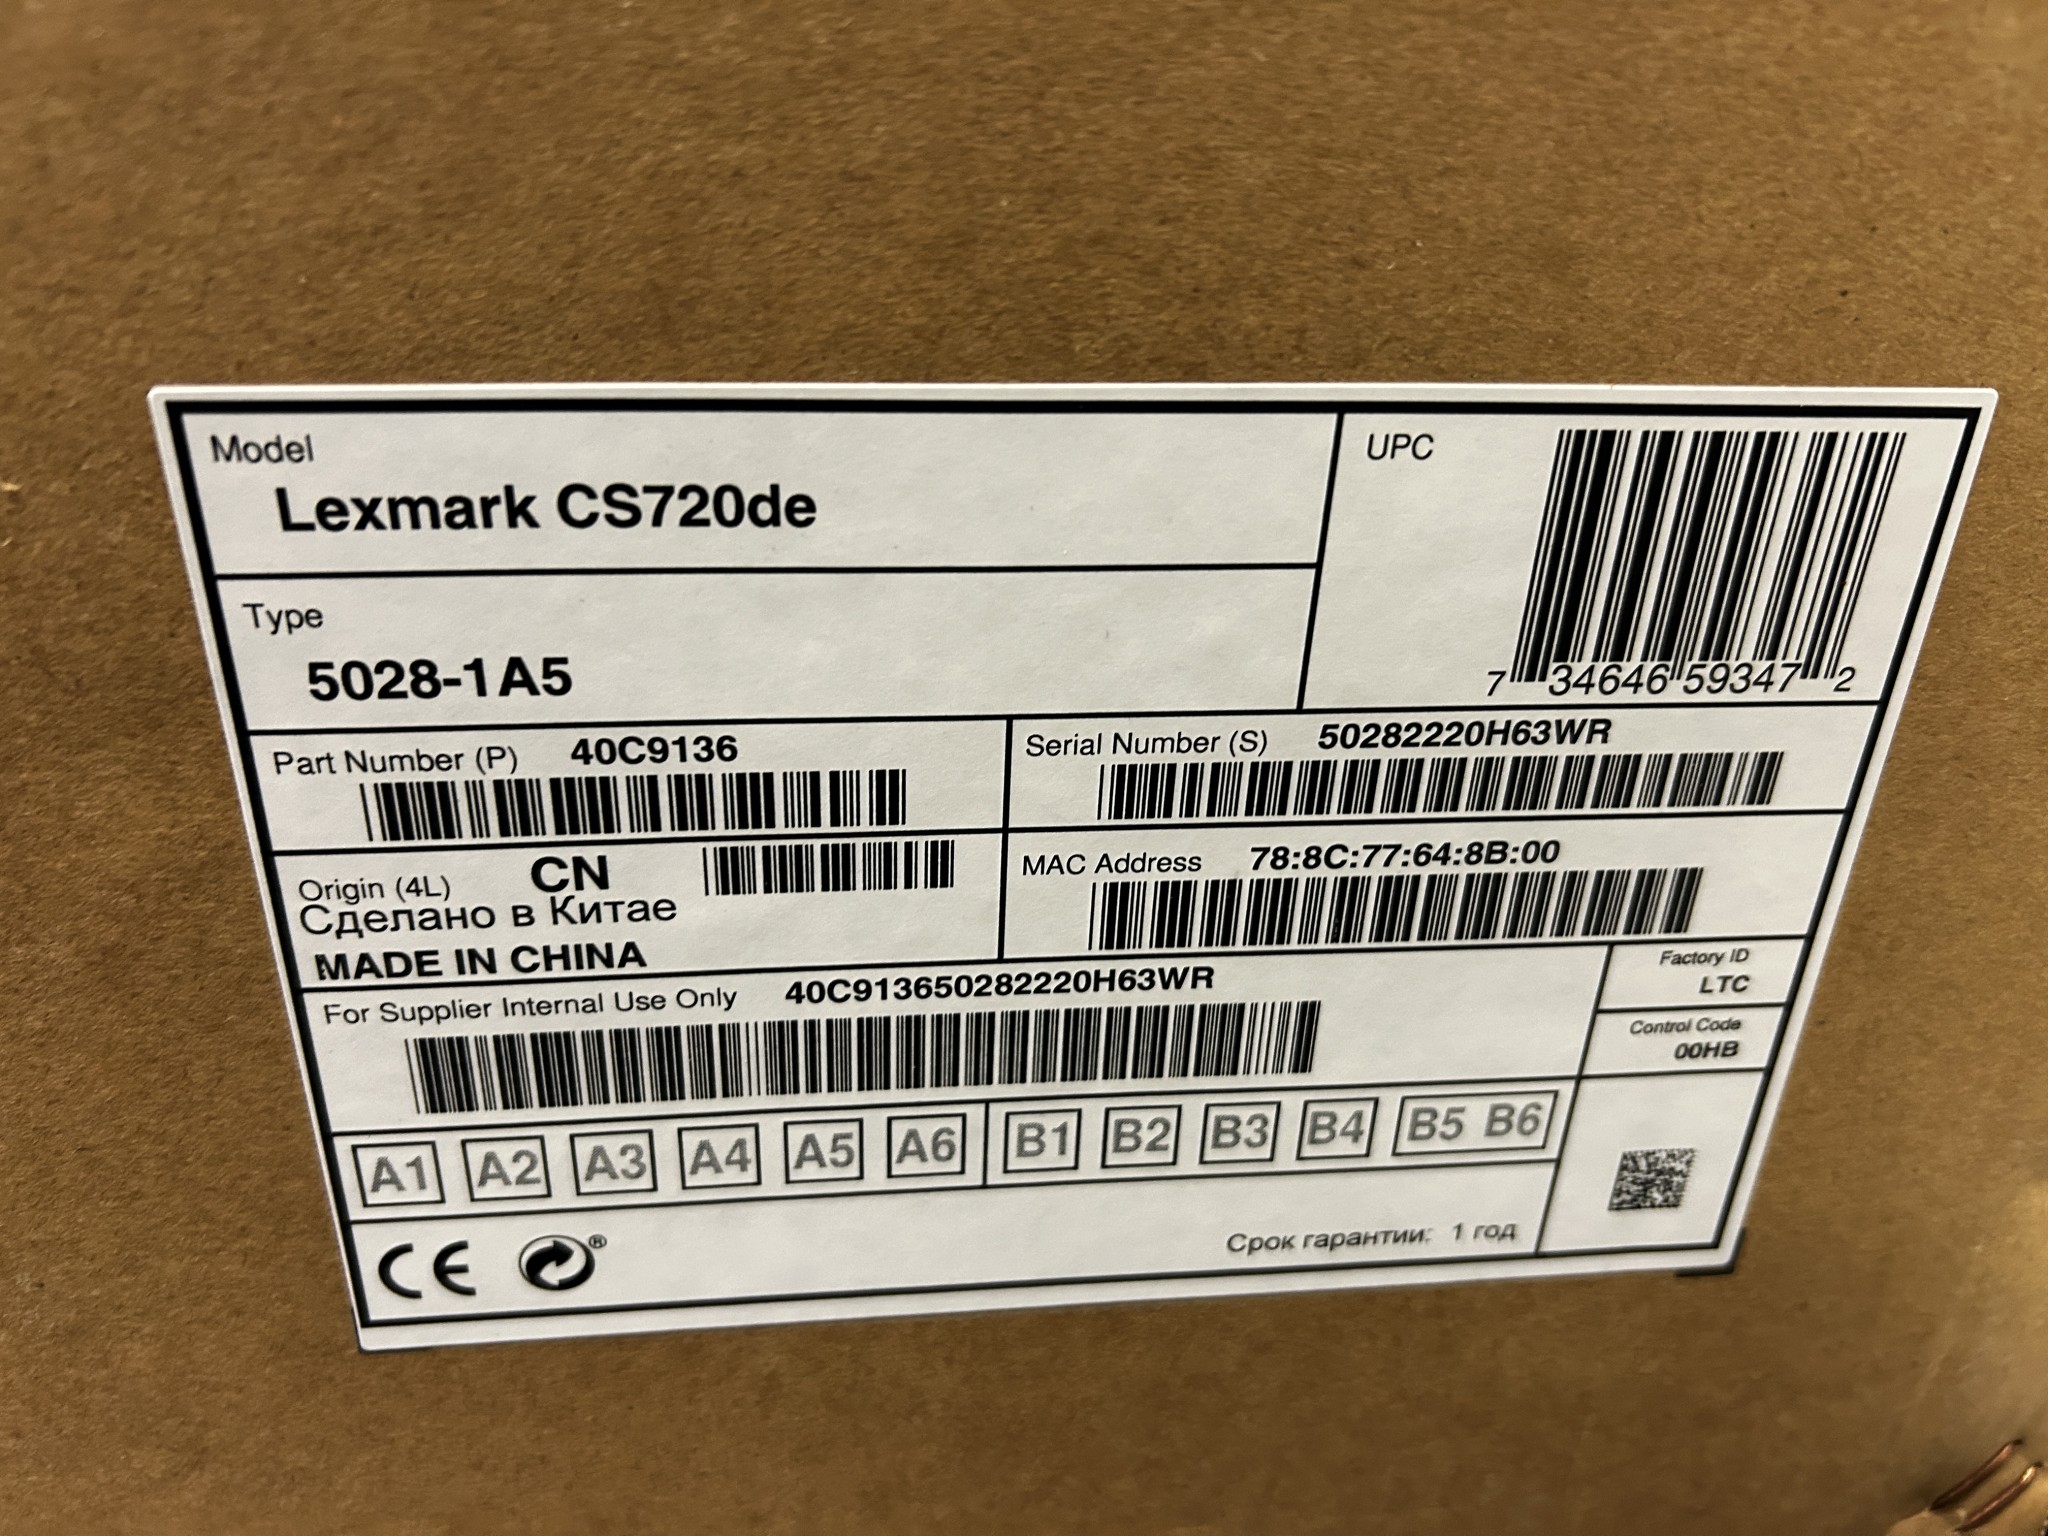 Model
Lexmark CS720de
UPC
7 34646 59347 2
Type
5028-1A5
Part Number (P) 40C9136
Serial Number (S) 50282220H63WR
Origin (4L) CN
Сделано в Китае
MADE IN CHINA
MAC Address 78:8C:77:64:8B:00
For Supplier Internal Use Only 40C913650282220H63WR
Factory ID
LTC
Control Code
00HB
A1 A2 A3 A4 A5 A6 B1 B2 B3 B4 B5 B6
CE ®
Срок гарантии: 1 год